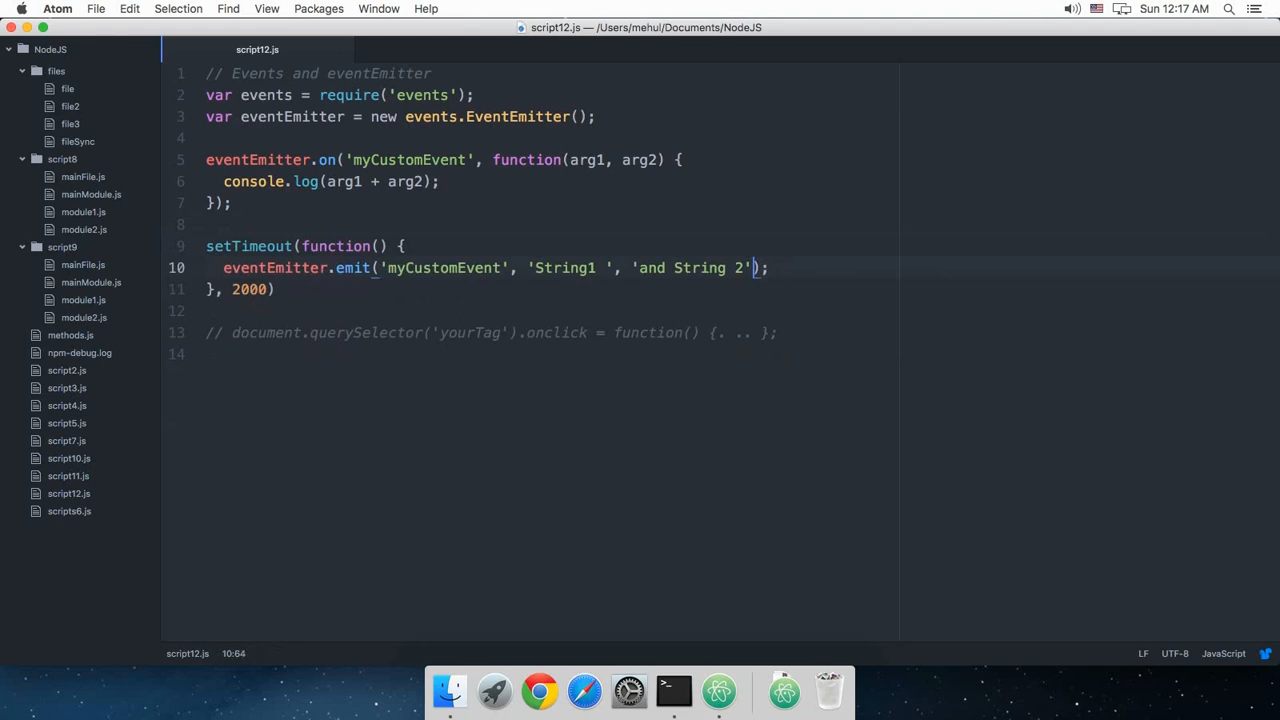 Atom File Edit Selection Find View Packages Window Help Sun 12:17 AM
script12.js — /Users/mehul/Documents/NodeJS
NodeJS
files
file
file2
file3
fileSync
script8
mainFile.js
mainModule.js
module1.js
module2.js
script9
mainFile.js
mainModule.js
module1.js
module2.js
methods.js
npm-debug.log
script2.js
script3.js
script4.js
script5.js
script7.js
script10.js
script11.js
script12.js
scripts6.js
script12.js
1 // Events and eventEmitter
2 var events = require('events');
3 var eventEmitter = new events.EventEmitter();
4
5 eventEmitter.on('myCustomEvent', function(arg1, arg2) {
6 console.log(arg1 + arg2);
7 });
8
9 setTimeout(function() {
10 eventEmitter.emit('myCustomEvent', 'String1 ', 'and String 2');
11 }, 2000)
12
13 // document.querySelector('yourTag').onclick = function() {. .. };
14
script12.js 10:64 LF UTF-8 JavaScript
>_